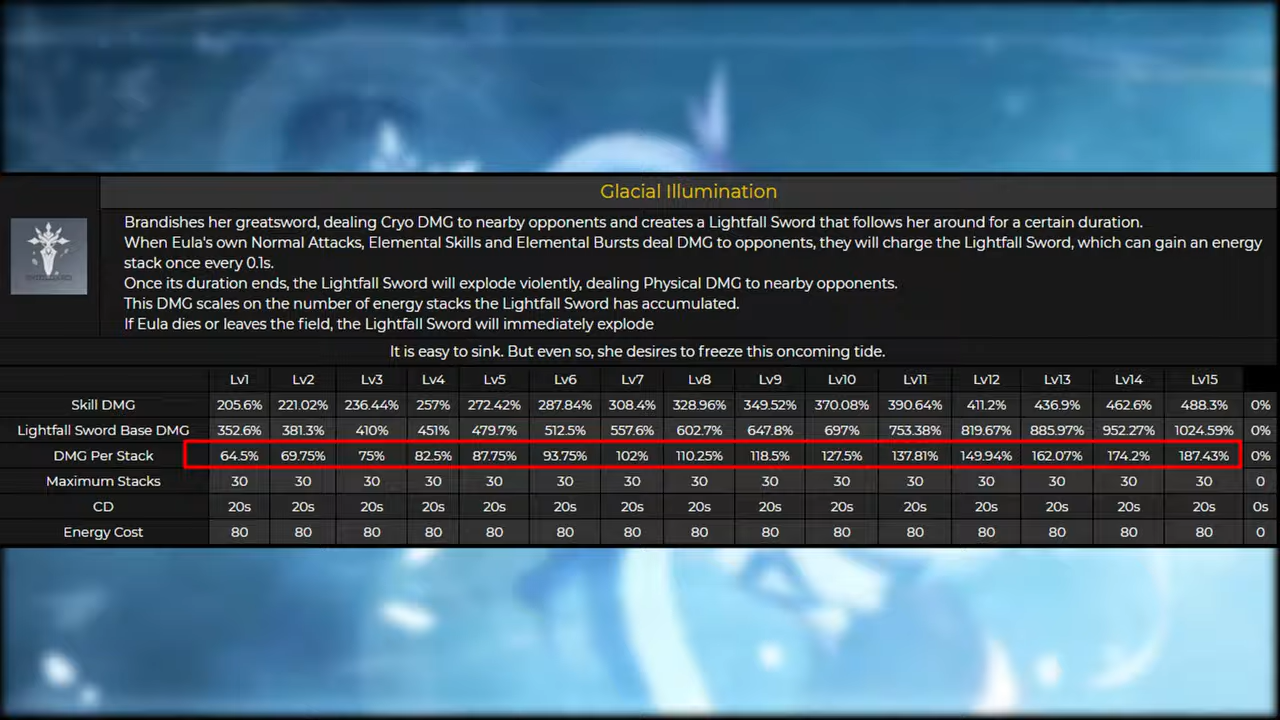 Glacial Illumination
Brandishes her greatsword, dealing Cryo DMG to nearby opponents and creates a Lightfall Sword that follows her around for a certain duration.
When Eula's own Normal Attacks, Elemental Skills and Elemental Bursts deal DMG to opponents, they will charge the Lightfall Sword, which can gain an energy
stack once every 0.1s.
Once its duration ends, the Lightfall Sword will explode violently, dealing Physical DMG to nearby opponents.
This DMG scales on the number of energy stacks the Lightfall Sword has accumulated.
If Eula dies or leaves the field, the Lightfall Sword will immediately explode
It is easy to sink. But even so, she desires to freeze this oncoming tide.
Lv1 Lv2 Lv3 Lv4 Lv5 Lv6 Lv7 Lv8 Lv9 Lv10 Lv11 Lv12 Lv13 Lv14 Lv15
Skill DMG 205.6% 221.02% 236.44% 257% 272.42% 287.84% 308.4% 328.96% 349.52% 370.08% 390.64% 411.2% 436.9% 462.6% 488.3% 0%
Lightfall Sword Base DMG 352.6% 381.3% 410% 451% 479.7% 512.5% 557.6% 602.7% 647.8% 697% 753.38% 819.67% 885.97% 952.27% 1024.59% 0%
DMG Per Stack 64.5% 69.75% 75% 82.5% 87.75% 93.75% 102% 110.25% 118.5% 127.5% 137.81% 149.94% 162.07% 174.2% 187.43% 0%
Maximum Stacks 30 30 30 30 30 30 30 30 30 30 30 30 30 30 30 0
CD 20s 20s 20s 20s 20s 20s 20s 20s 20s 20s 20s 20s 20s 20s 20s 0s
Energy Cost 80 80 80 80 80 80 80 80 80 80 80 80 80 80 80 0